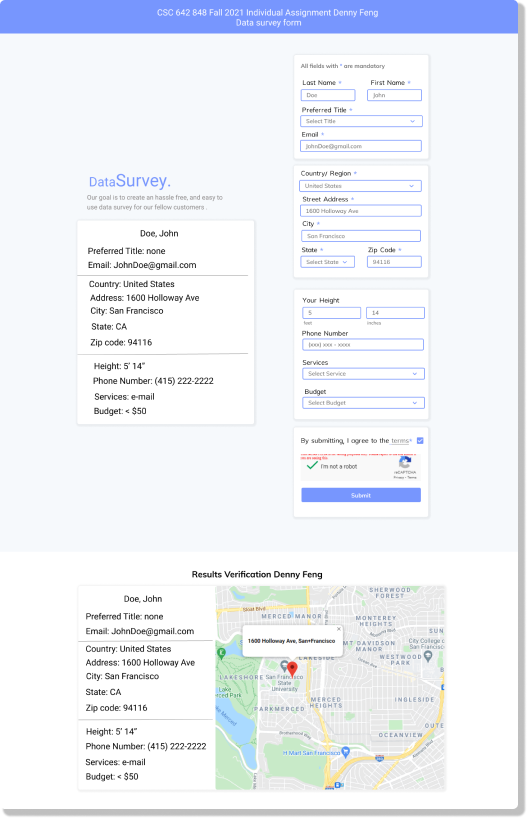 CSC 642 848 Fall 2021 Individual Assignment Denny Feng
Data survey form
DataSurvey.
Our goal is to create an hassle free, and easy to
use data survey for our fellow customers .
Doe, John
Preferred Title: none
Email: JohnDoe@gmail.com
Country: United States
Address: 1600 Holloway Ave
City: San Francisco
State: CA
Zip code: 94116
Height: 5' 14"
Phone Number: (415) 222-2222
Services: e-mail
Budget: < $50
All fields with * are mandatory
Last Name * First Name *
Doe John
Preferred Title *
Select Title
Email *
JohnDoe@gmail.com
Country/ Region *
United States
Street Address *
1600 Holloway Ave
City *
San Francisco
State * Zip Code *
Select State 94116
Your Height
5 14
feet inches
Phone Number
(xxx) xxx - xxxx
Services
Select Service
Budget
Select Budget
By submitting, I agree to the terms*
I'm not a robot
reCAPTCHA
Privacy - Terms
Submit
Results Verification Denny Feng
Doe, John
Preferred Title: none
Email: JohnDoe@gmail.com
Country: United States
Address: 1600 Holloway Ave
City: San Francisco
State: CA
Zip code: 94116
Height: 5' 14"
Phone Number: (415) 222-2222
Services: e-mail
Budget: < $50
SHERWOOD
FOREST
Sloat Blvd
MERCED MANOR
MONTEREY
HEIGHTS
1600 Holloway Ave, San+Francisco
City College o
San Francisc
WESTWOOD
PARK
LAKESIDE
LAKESHORE
San Francisco
State
University
Lake
Merced Park
PARKMERCED
MERCED
HEIGHTS
INGLESIDE
OUTE
OCEANVIEW
H Mart San Francisco